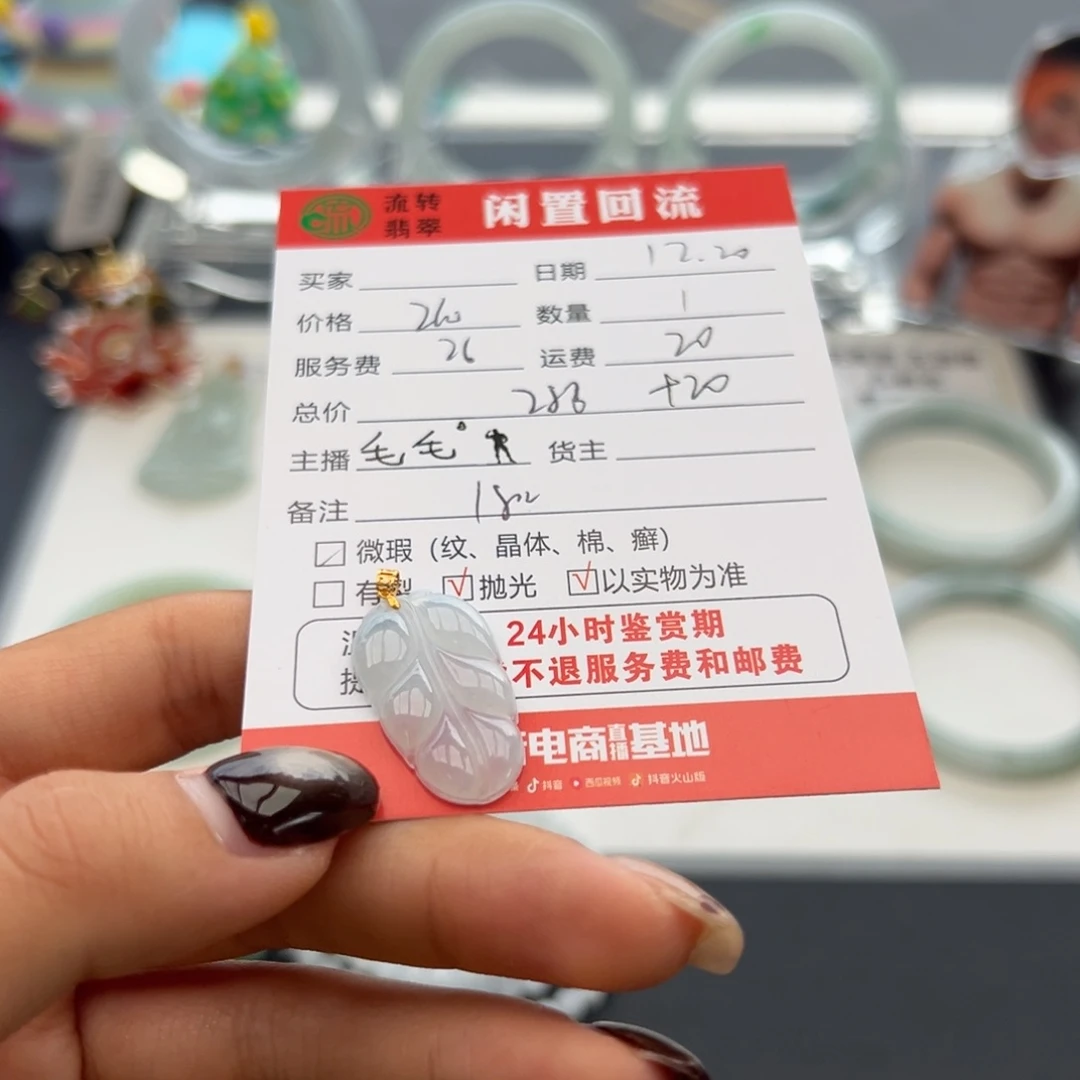 流转 闲置回流
翡翠
买家 日期 12.20
价格 260 数量 1
服务费 26 运费 20
总价 286 +20
主播 毛毛 货主
备注
微瑕（纹、晶体、棉、癣）
有裂 √抛光 √以实物为准
24小时鉴赏期
不退服务费和邮费
电商直播基地
抖音 西瓜视频 抖音火山版